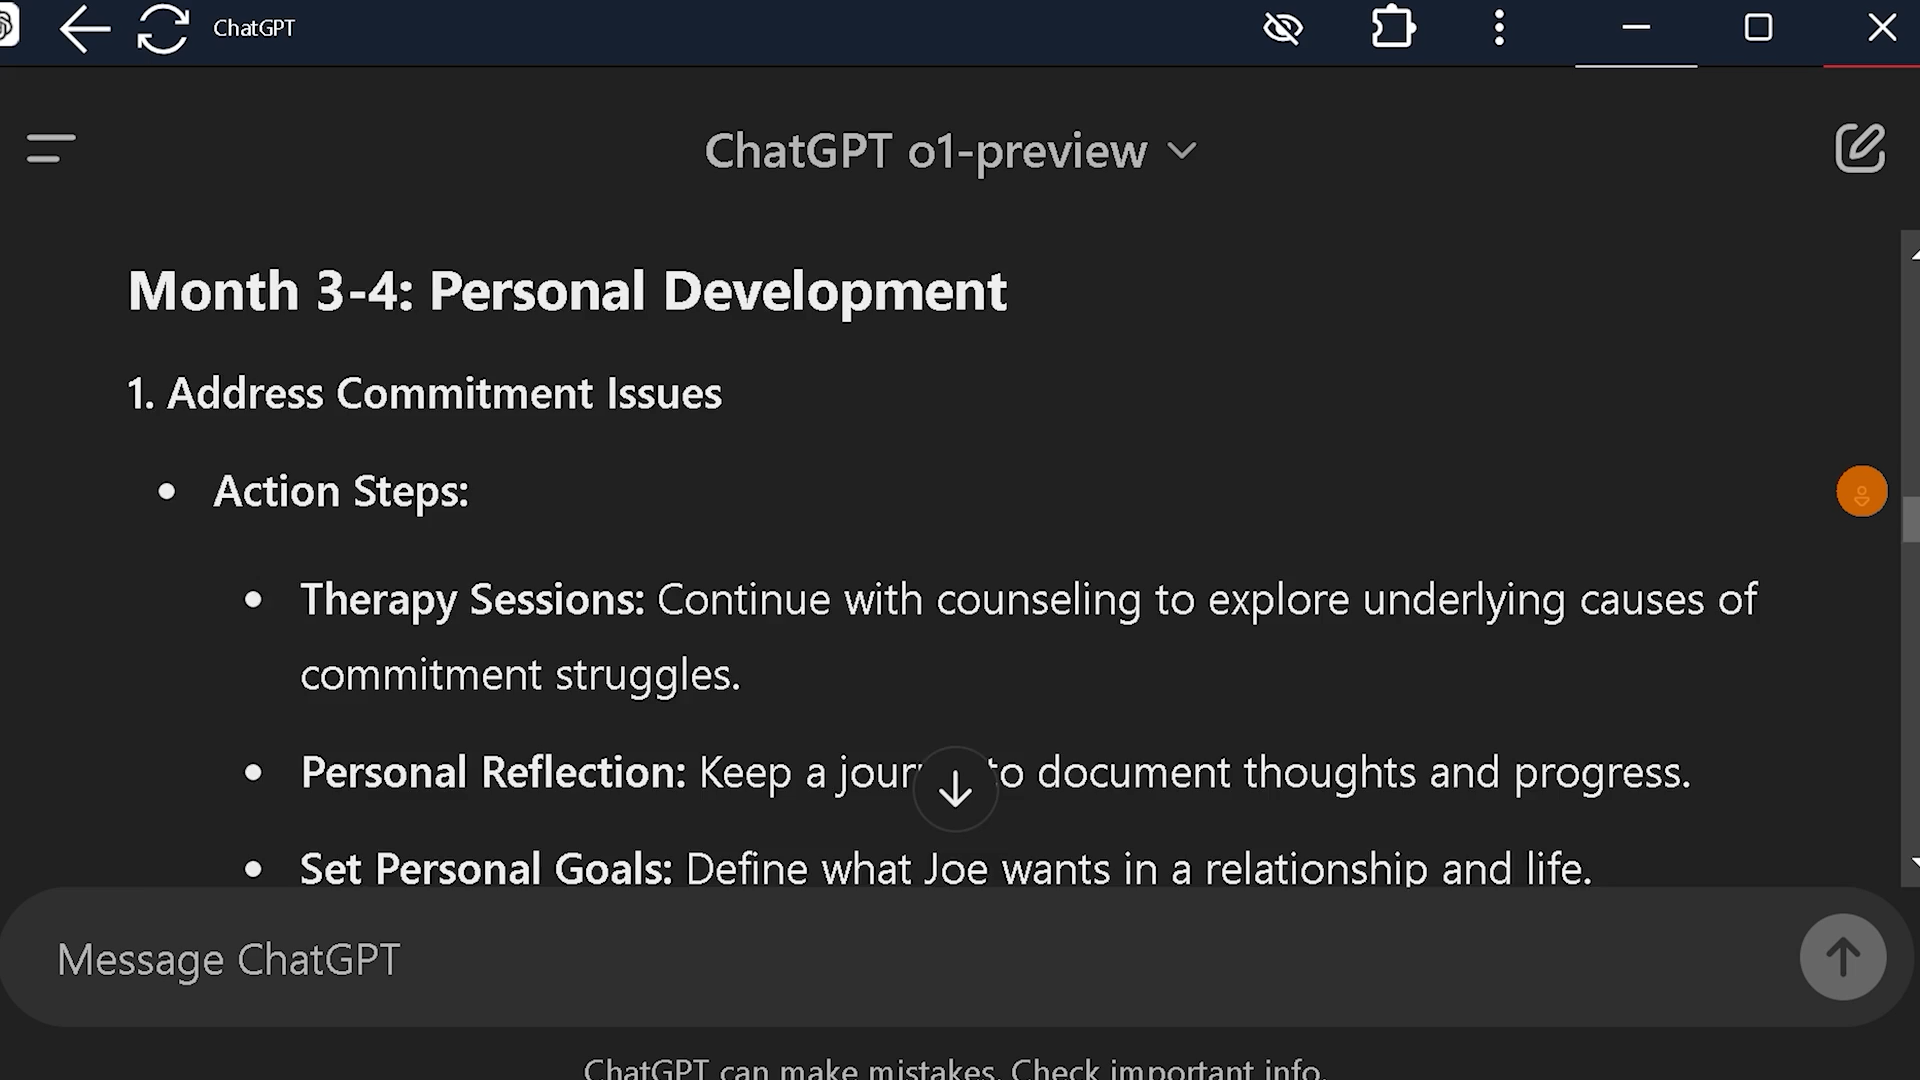 ChatGPT
ChatGPT o1-preview
Month 3-4: Personal Development
1. Address Commitment Issues
Action Steps:
Therapy Sessions: Continue with counseling to explore underlying causes of
commitment struggles.
Personal Reflection: Keep a to document thoughts and progress.
Set Personal Goals: Define what Joe wants in a relationship and life.
Message ChatGPT
ChatGPT can make mistakes. Check important info.